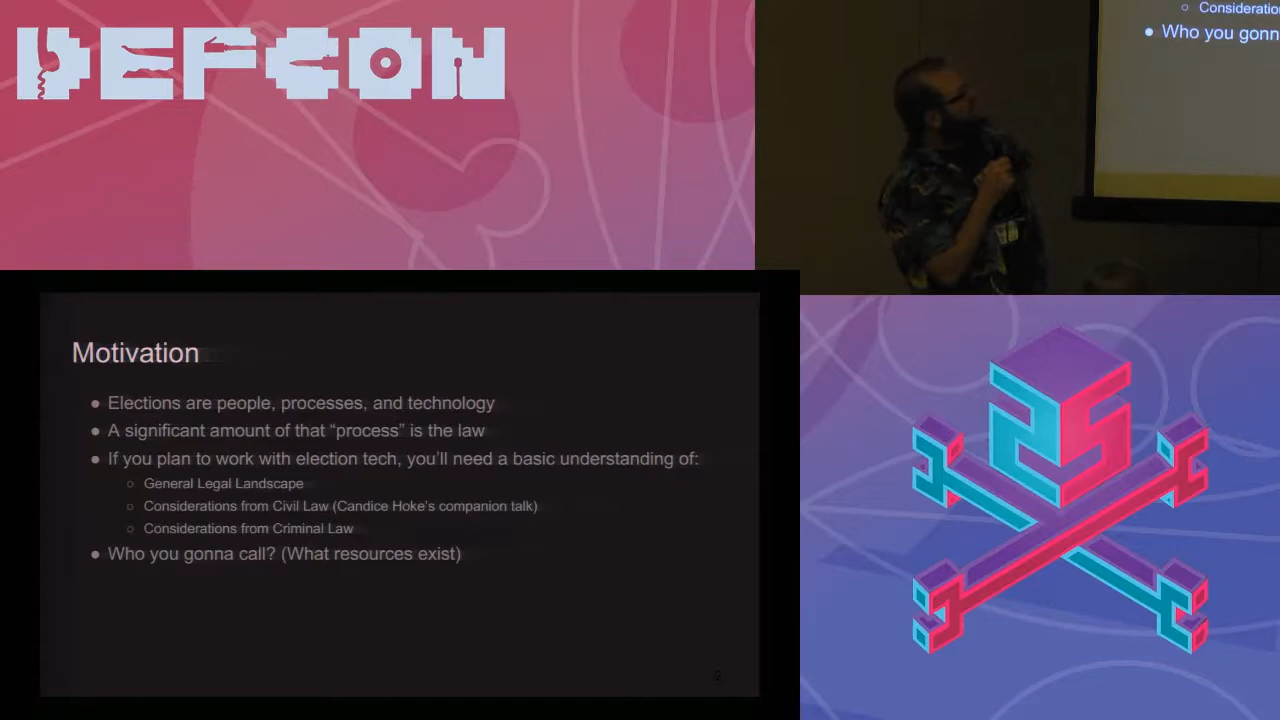 DEFCON
Consideratio
Who you gonn
Motivation
● Elections are people, processes, and technology
● A significant amount of that “process” is the law
● If you plan to work with election tech, you’ll need a basic understanding of:
○ General Legal Landscape
○ Considerations from Civil Law (Candice Hoke’s companion talk)
○ Considerations from Criminal Law
● Who you gonna call? (What resources exist)
2
25